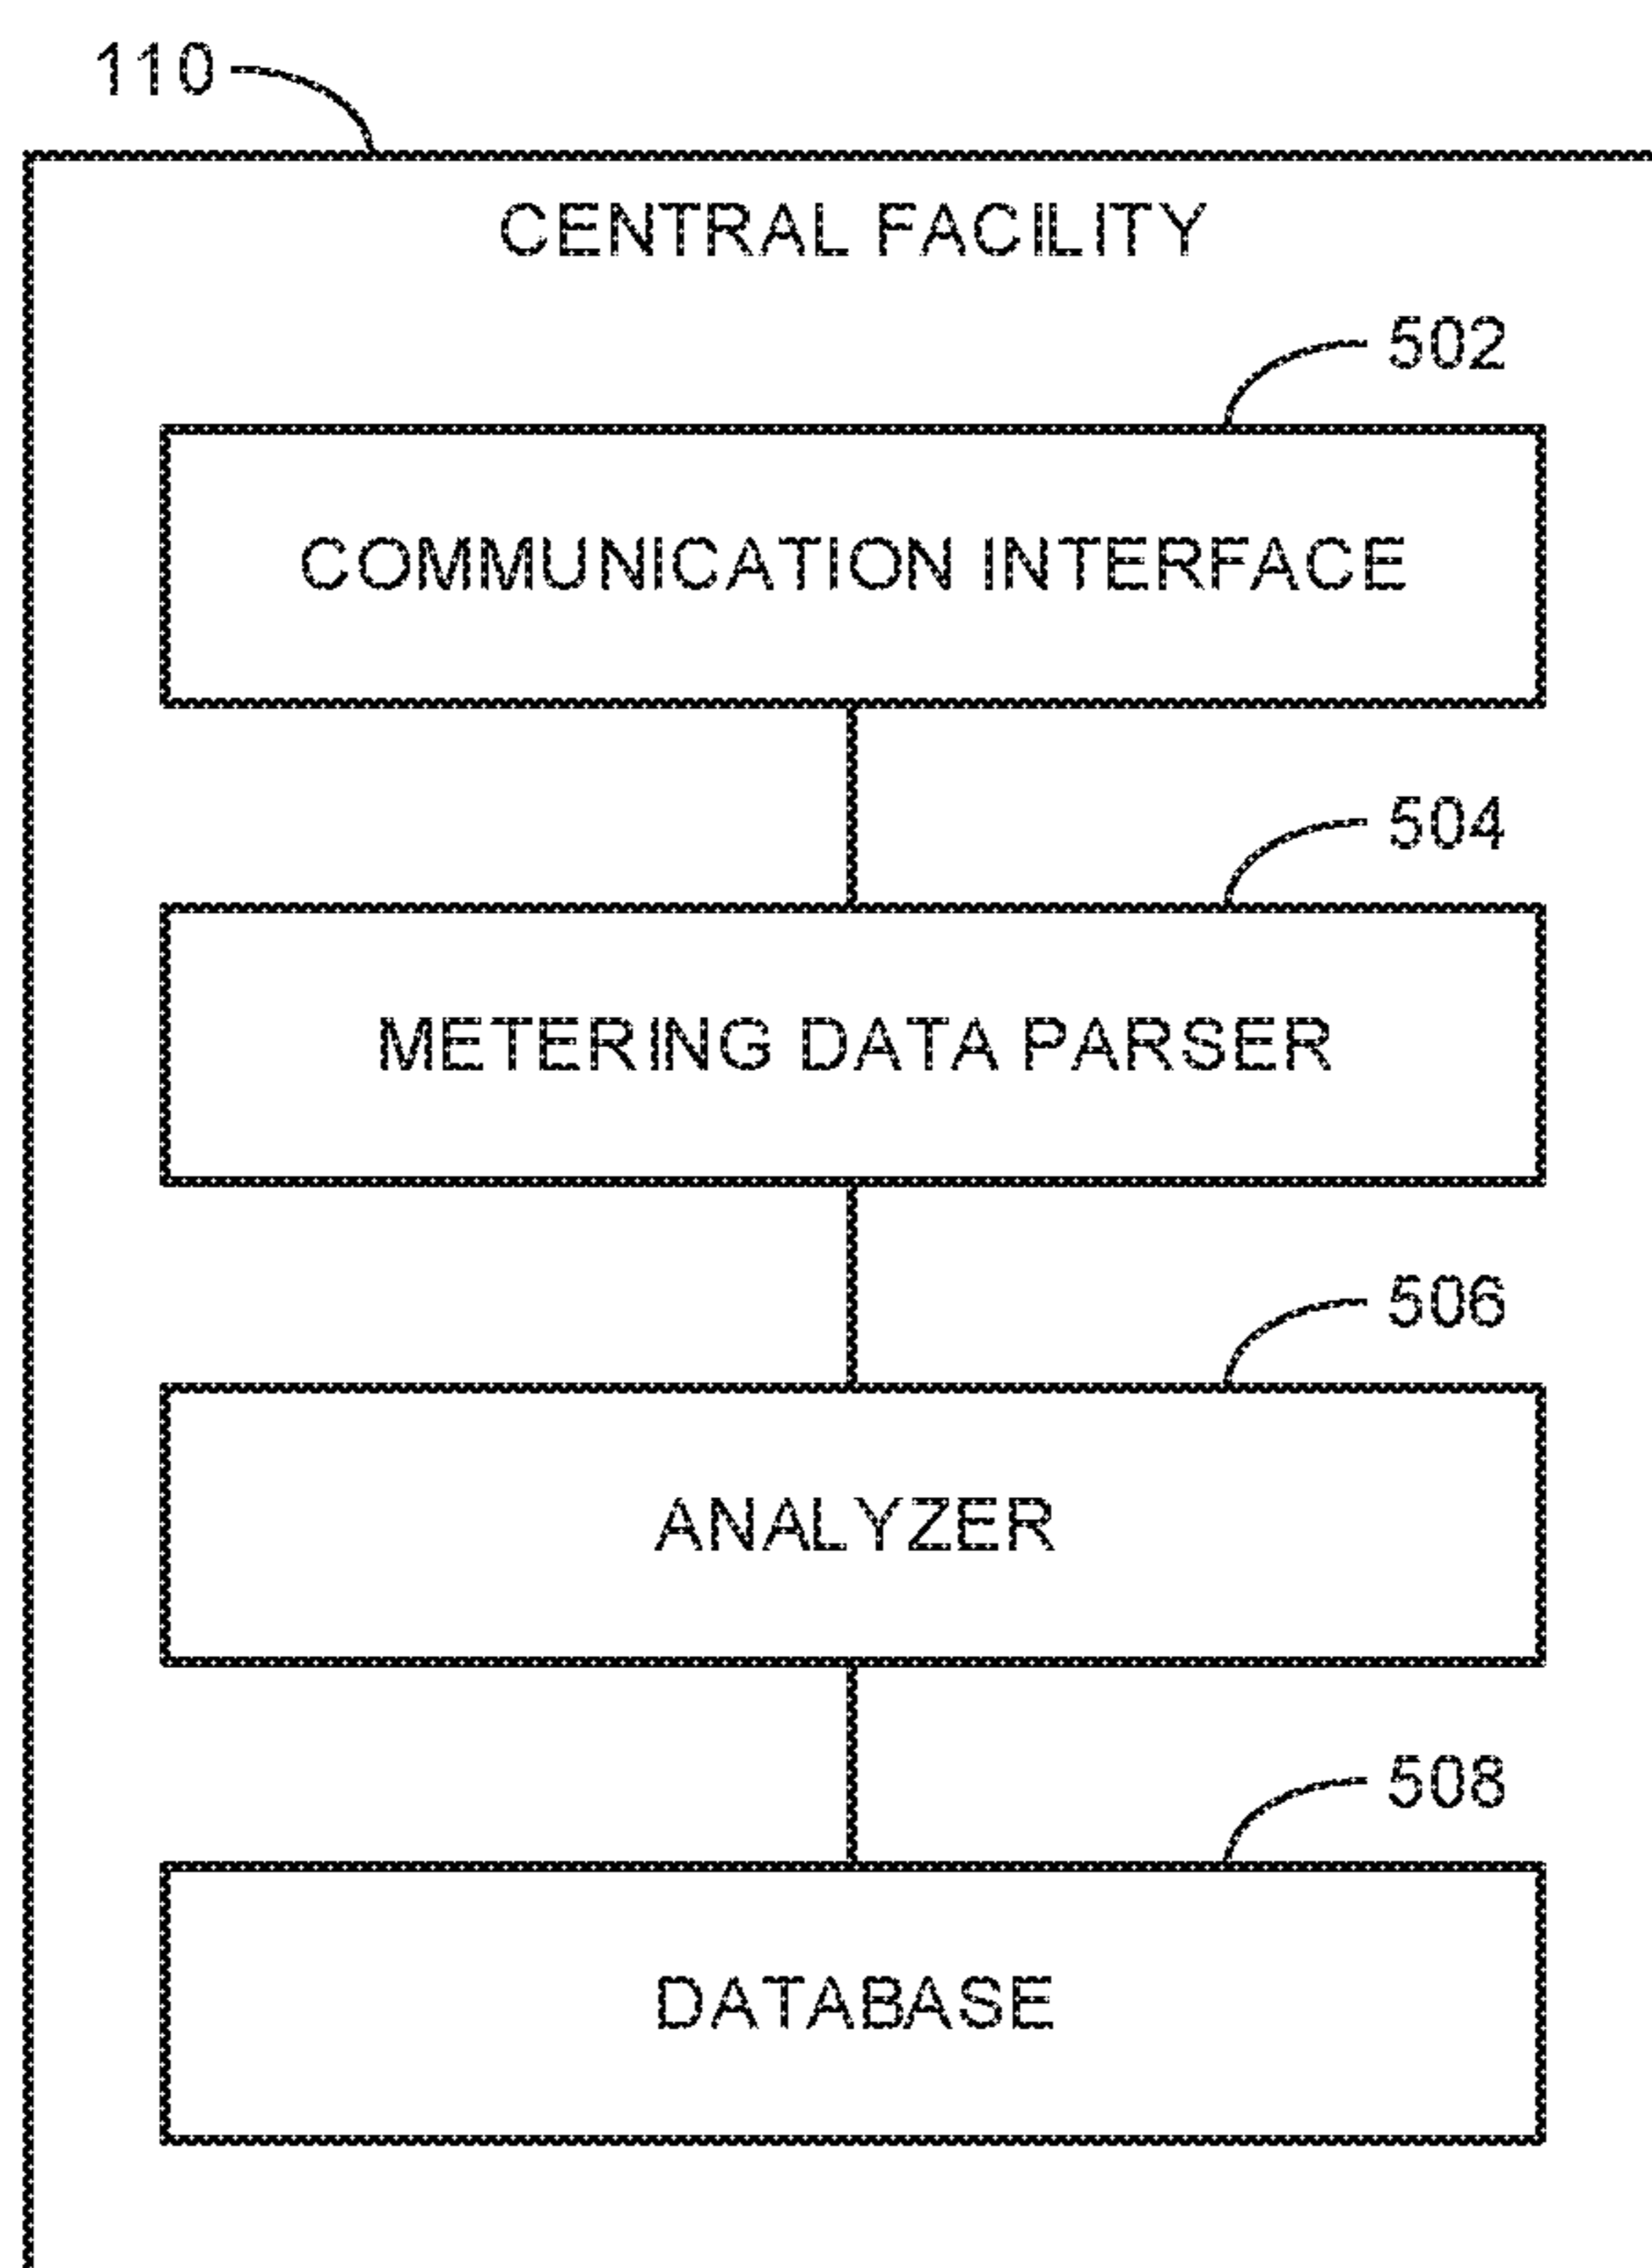 110
CENTRAL FACILITY
502
COMMUNICATION INTERFACE
504
METERING DATA PARSER
506
ANALYZER
508
DATABASE